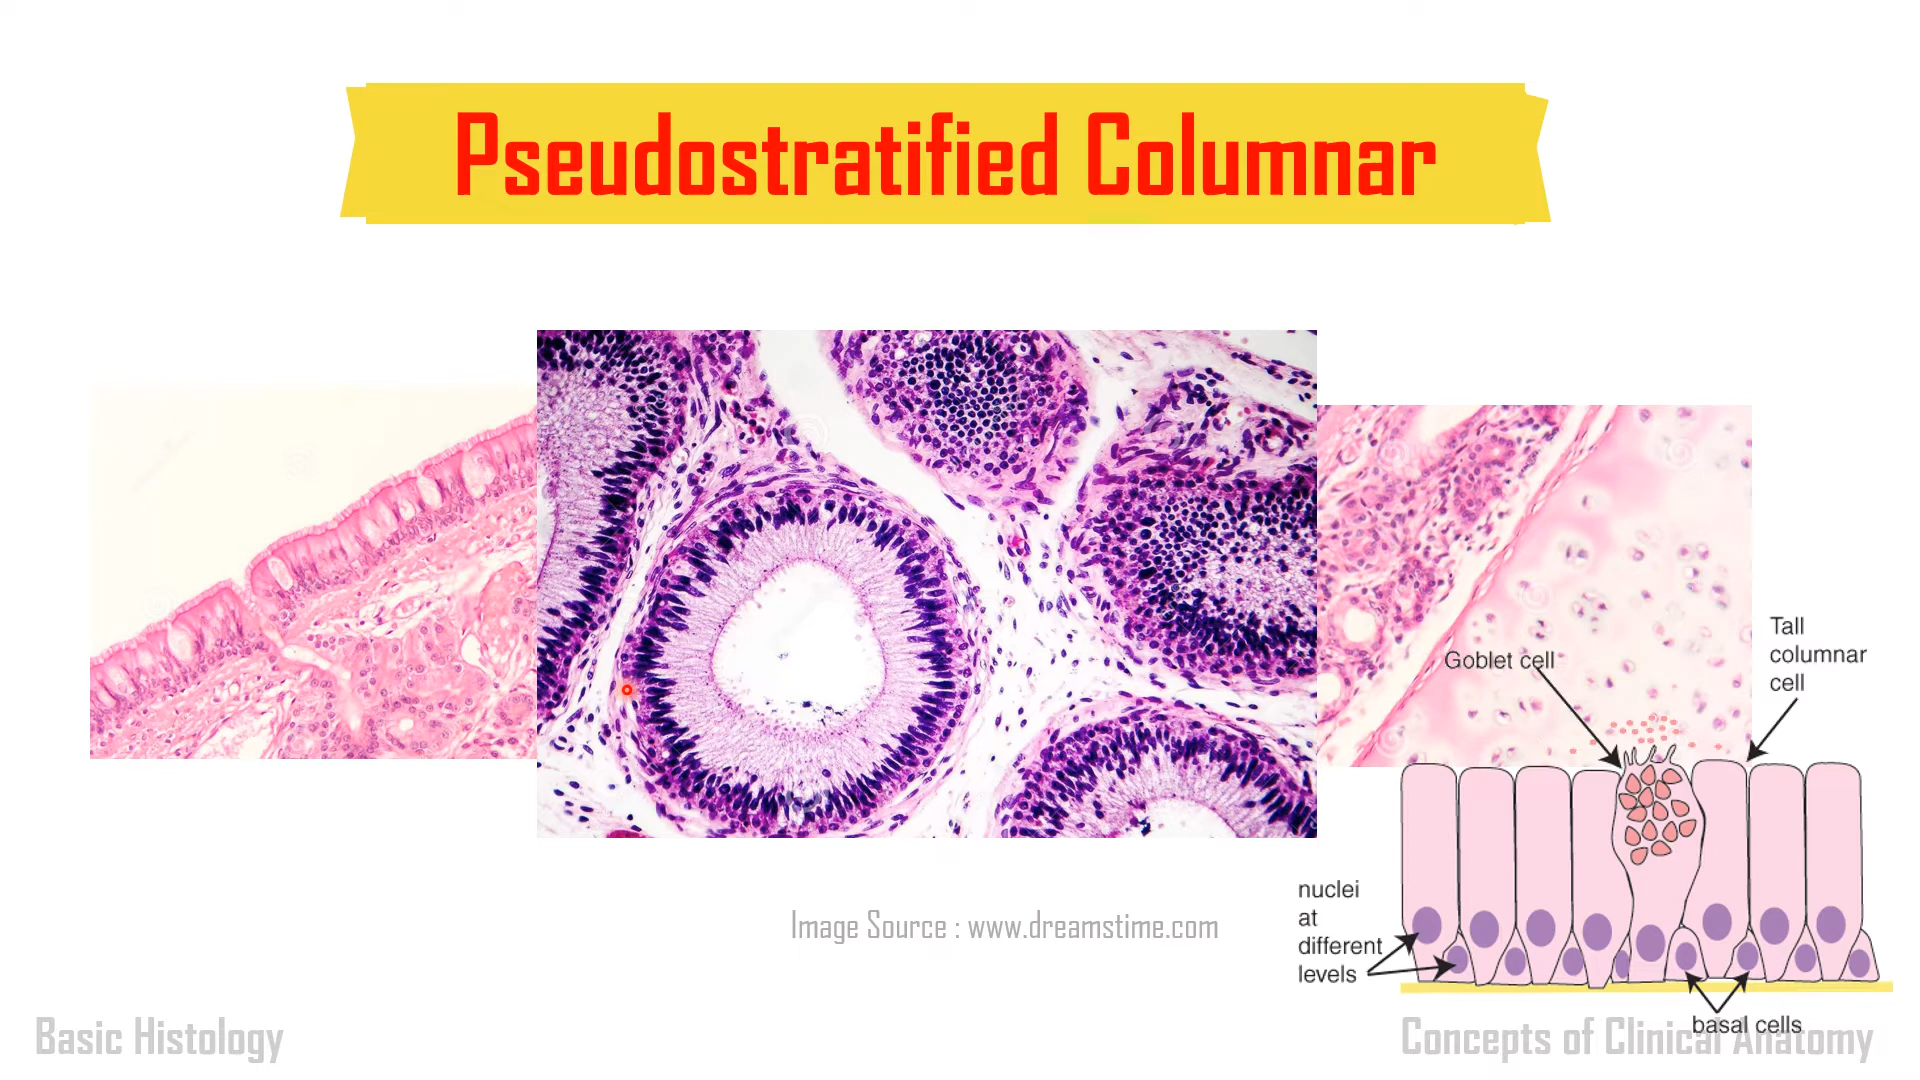 Pseudostratified Columnar
Tall
columnar
cell
Goblet cell
Image Source : www.dreamstime.com
nuclei
at
different
levels
basal cells
Basic Histology
Concepts of Clinical Anatomy